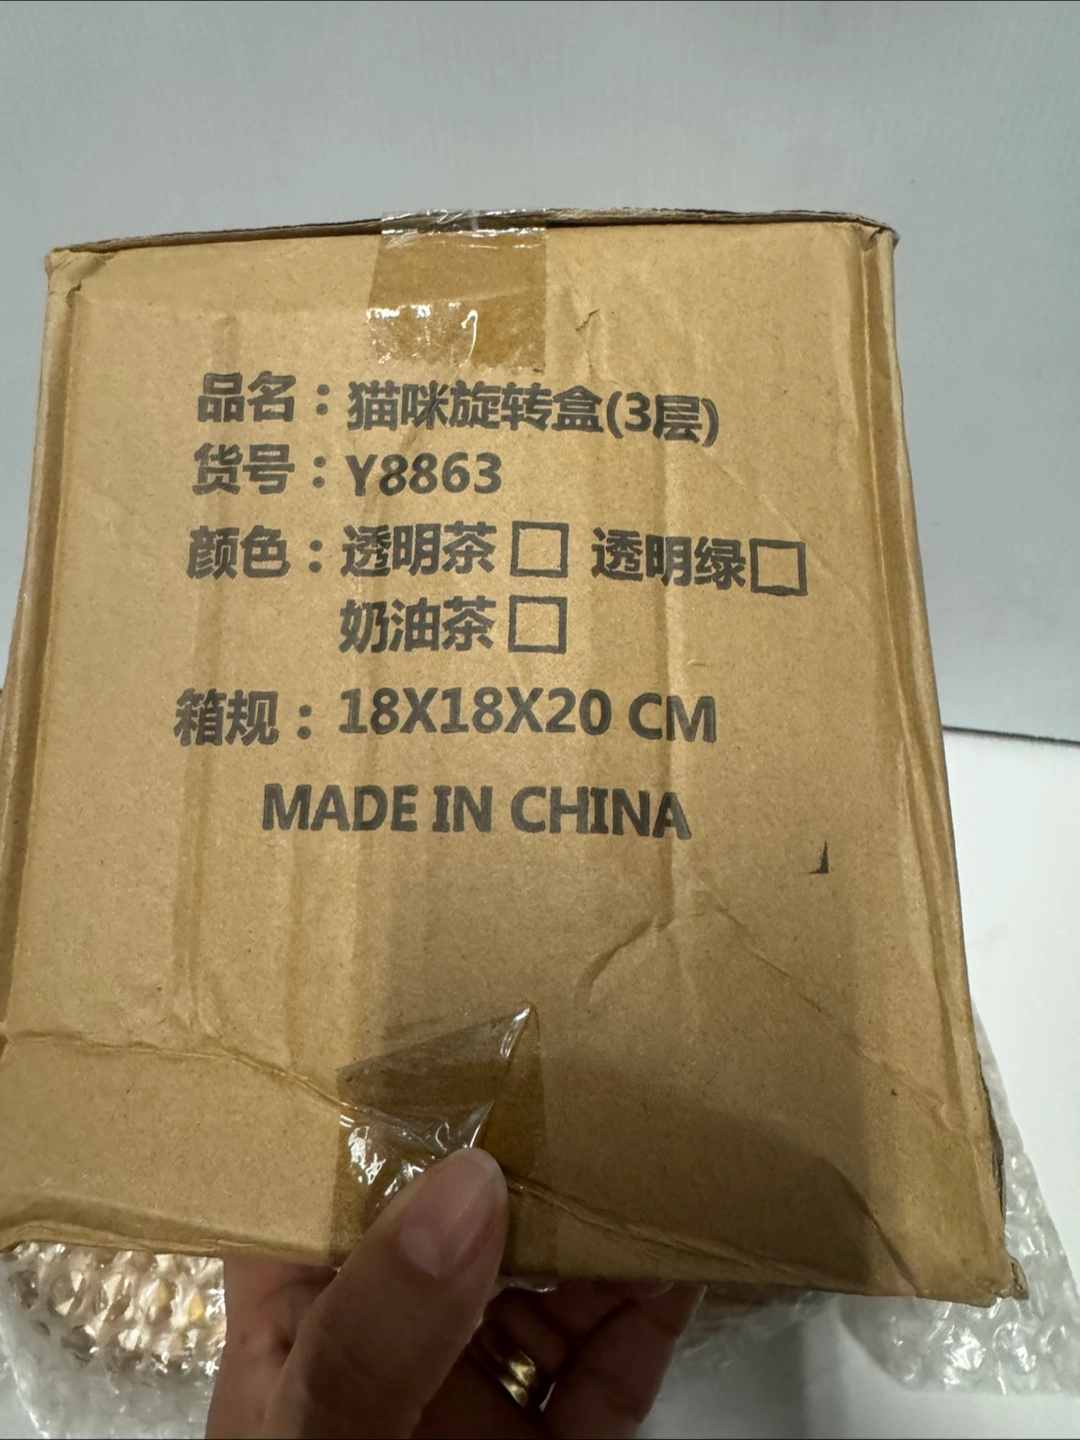 品名：猫咪旋转盒(3层)
货号：Y8863
颜色：透明茶□ 透明绿□
奶油茶□
箱规：18X18X20 CM
MADE IN CHINA